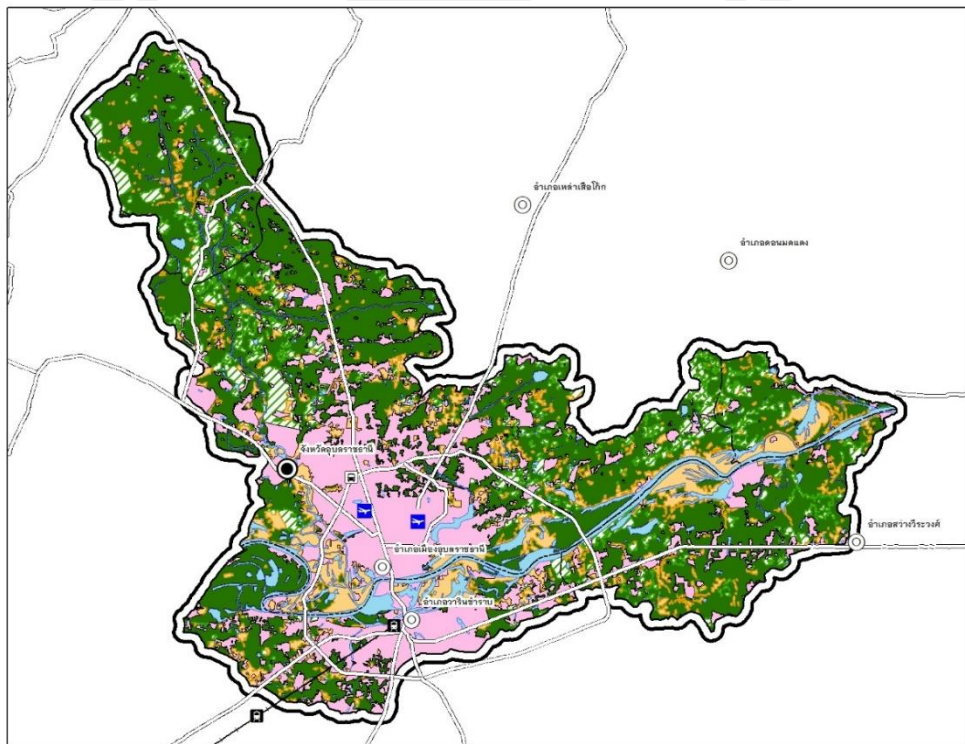 อำเภอเหล่าเสือโก้ก
อำเภอดอนมดแดง
จังหวัดอุบลราชธานี
อำเภอสว่างวีระวงศ์
อำเภอเมืองอุบลราชธานี
อำเภอวารินชำราบ